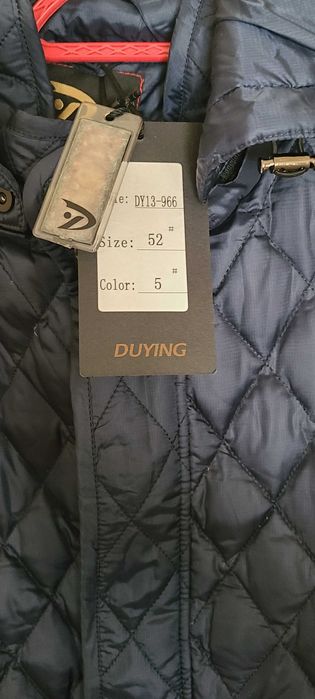 DY13-966
Size: 52 #
Color: 5 #
DUYING